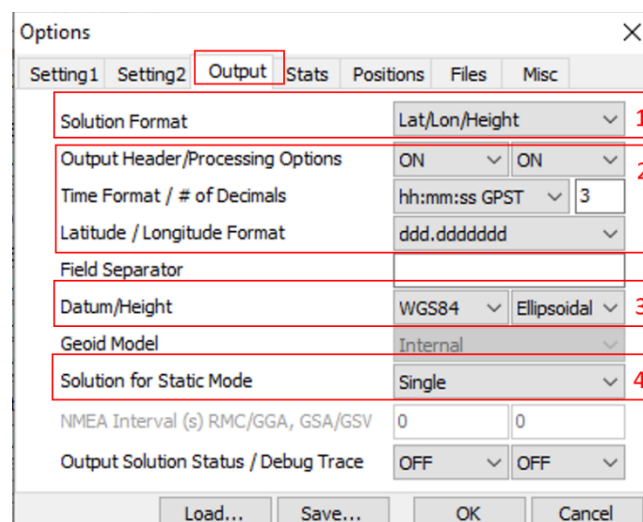 Options
Setting1 Setting2 Output Stats Positions Files Misc
Solution Format Lat/Lon/Height 1
Output Header/Processing Options ON ON 2
Time Format / # of Decimals hh:mm:ss GPST 3
Latitude / Longitude Format ddd.ddddddd
Field Separator
Datum/Height WGS84 Ellipsoidal 3
Geoid Model Internal
Solution for Static Mode Single 4
NMEA Interval (s) RMC/GGA, GSA/GSV 0 0
Output Solution Status / Debug Trace OFF OFF
Load... Save... OK Cancel